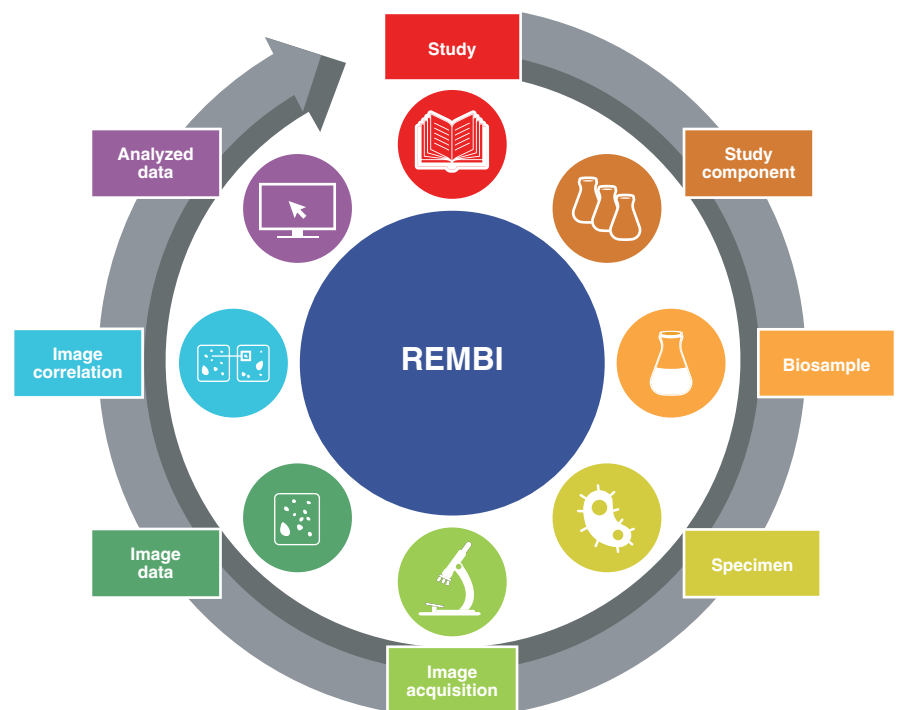 Study
Study
component
Biosample
Specimen
Image
acquisition
Image
data
Image
correlation
Analyzed
data
REMBI